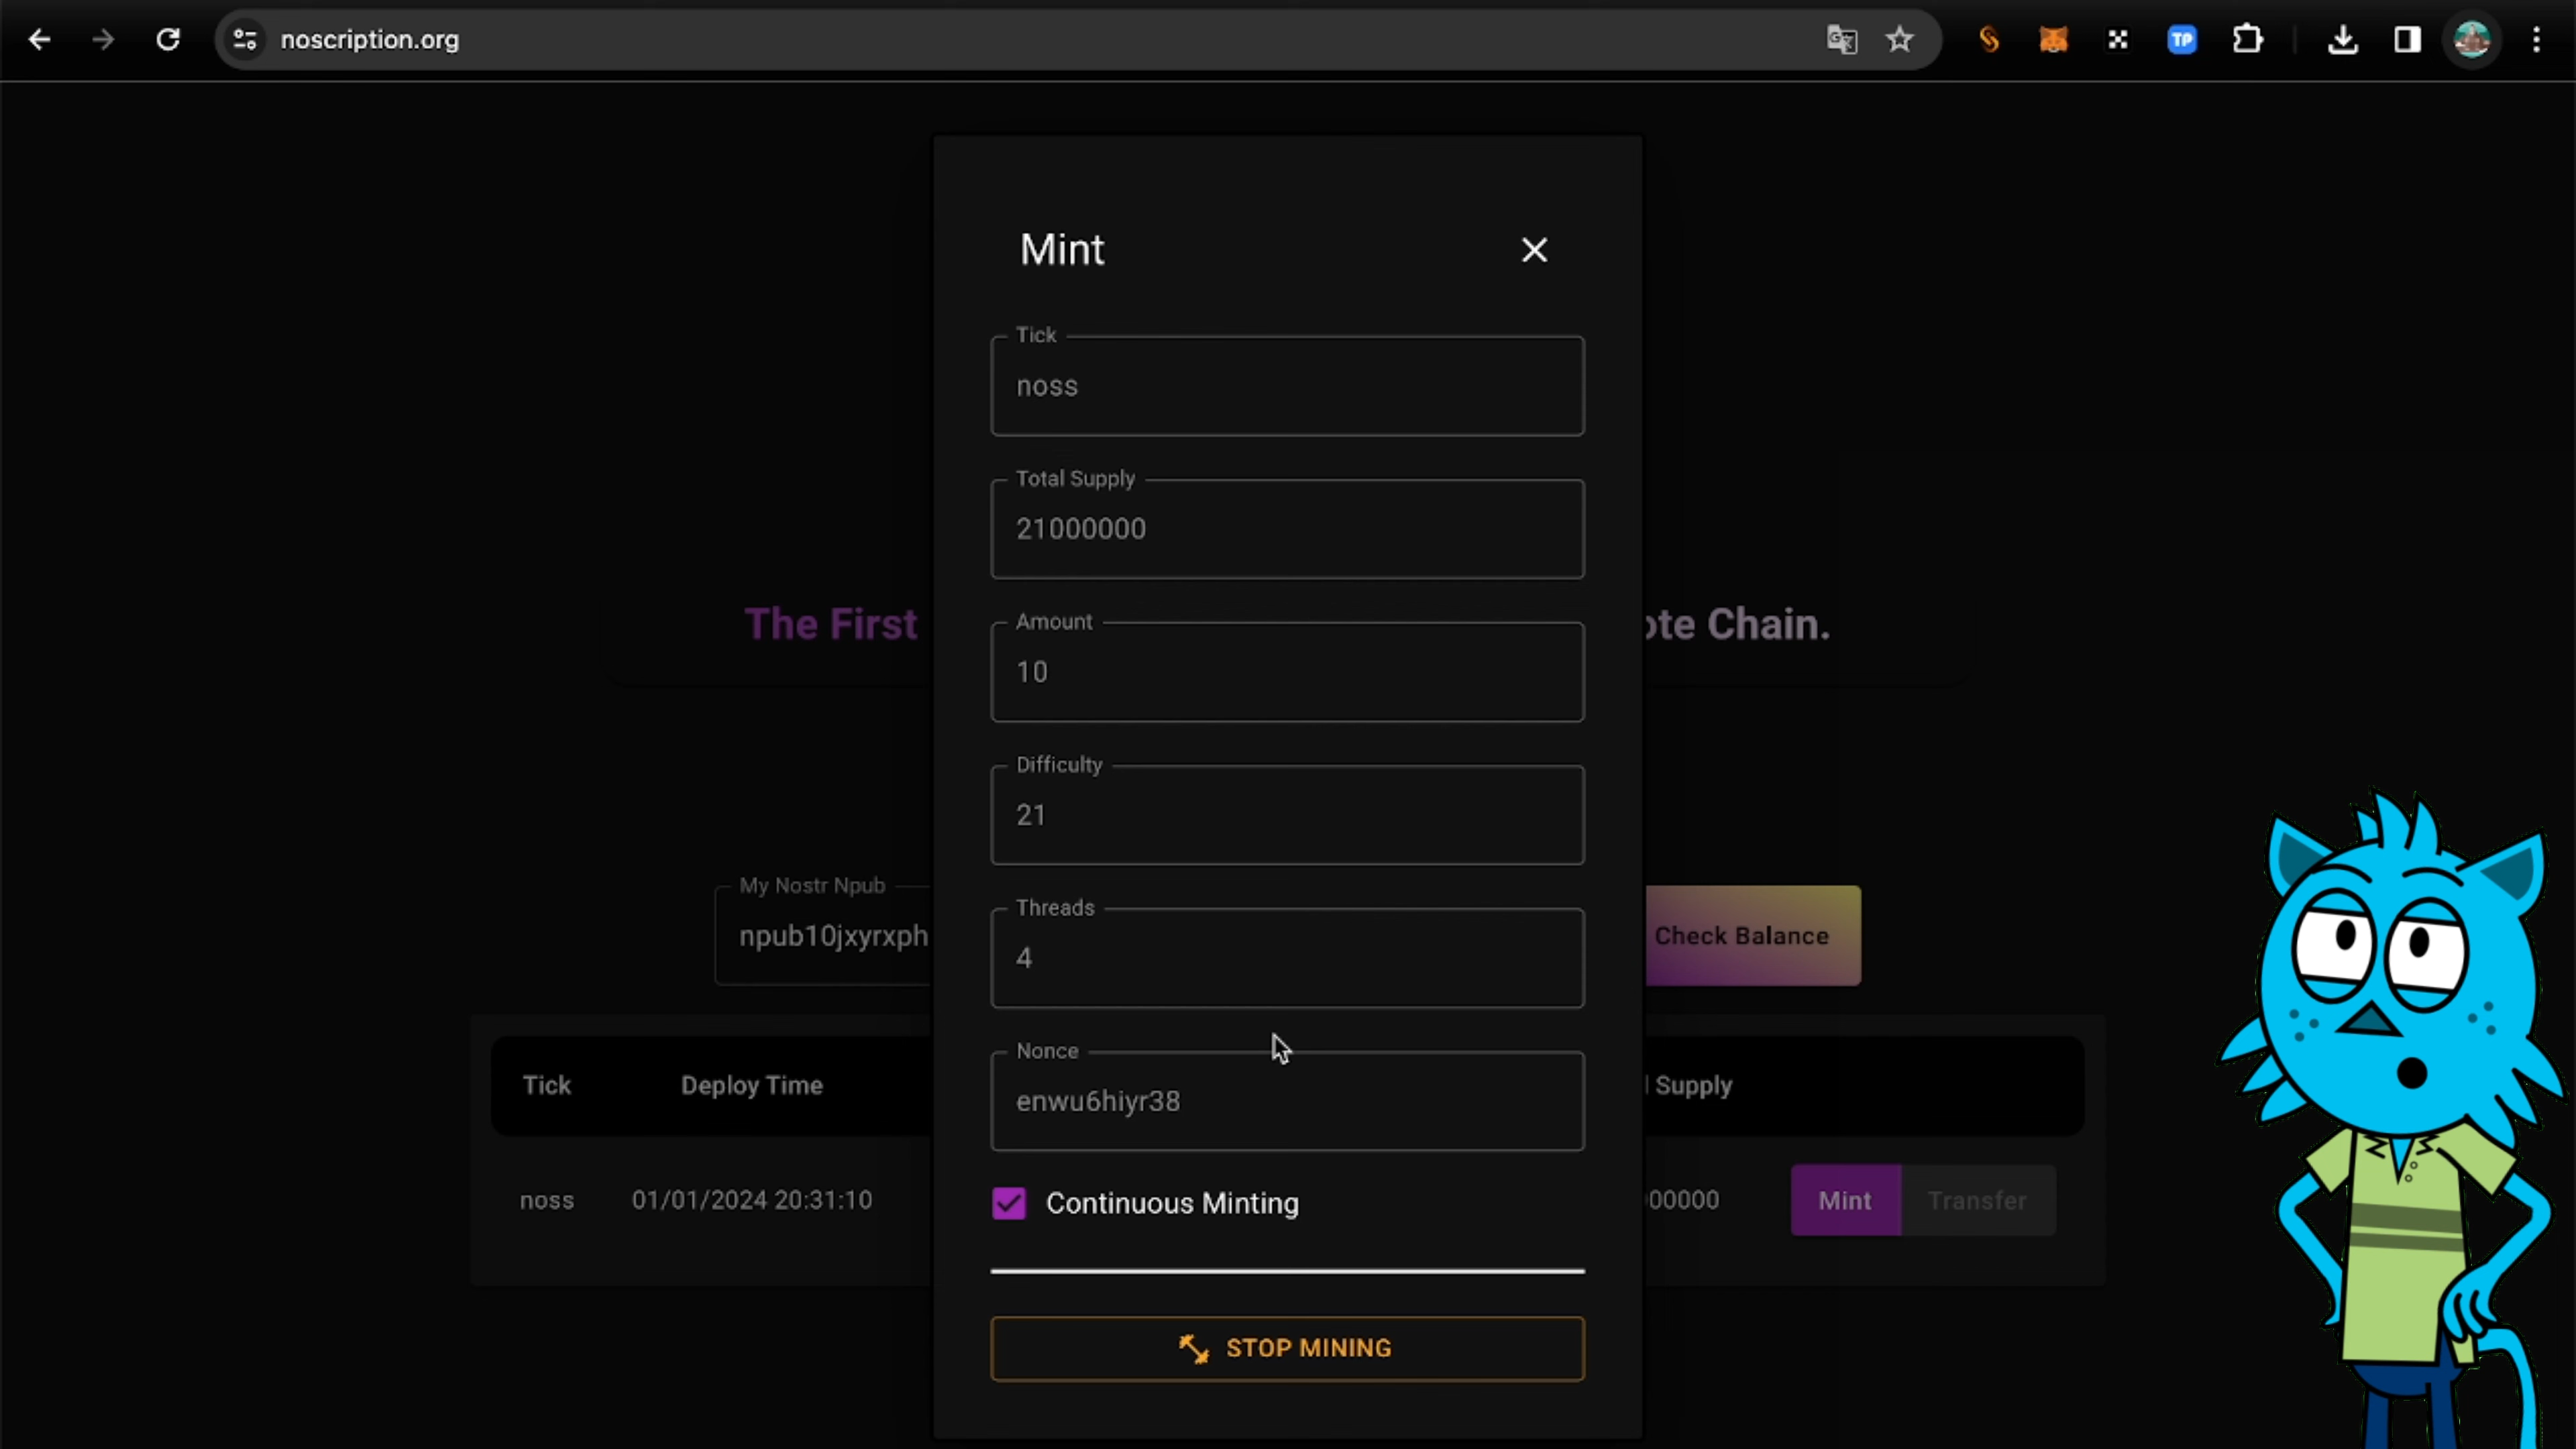 noscription.org
TP
Mint
Tick
noss
Total Supply
21000000
Amount
10
Difficulty
21
Threads
4
Nonce
enwu6hiyr38
Continuous Minting
STOP MINING
The First
ote Chain.
My Nostr Npub
npub10jxyrxph
Check Balance
Tick Deploy Time l Supply
noss 01/01/2024 20:31:10 00000 Mint Transfer